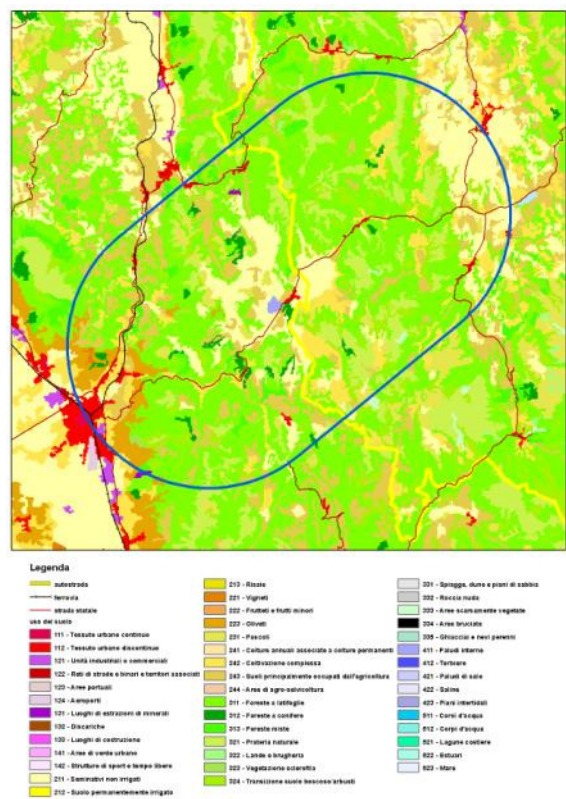 Legenda
autostrada
ferrovia
strada statale
uso del suolo
111 - Tessuto urbano continuo
112 - Tessuto urbano discontinuo
121 - Unità industriali o commerciali
122 - Reti di strade e binari e territori associati
123 - Aree portuali
124 - Aeroporti
131 - Luoghi di estrazioni di minerali
132 - Discariche
133 - Luoghi di costruzione
141 - Aree di verde urbano
142 - Strutture di sport e tempo libero
211 - Seminativi non irrigati
212 - Suolo permanentemente irrigato
213 - Risaie
221 - Vigneti
222 - Frutteti e frutti minori
223 - Oliveti
231 - Pascoli
241 - Colture annuali associate a colture permanenti
242 - Coltivazione complessa
243 - Suoli principalmente occupati dall'agricoltura
244 - Aree di agro-selvicoltura
311 - Foreste a latifoglie
312 - Foreste a conifere
313 - Foreste miste
321 - Prateria naturale
322 - Lande e brughiera
323 - Vegetazione sclerofila
324 - Transizione suolo boscoso/arbusti
331 - Spiagge, dune e piani di sabbia
332 - Roccia nuda
333 - Aree scarsamente vegetate
334 - Aree bruciate
335 - Ghiacci e nevi perenni
411 - Paludi interne
412 - Torbiere
421 - Paludi di sale
422 - Saline
423 - Piani intertidali
511 - Corsi d'acqua
512 - Corpi d'acqua
521 - Lagune costiere
522 - Estuari
523 - Mare